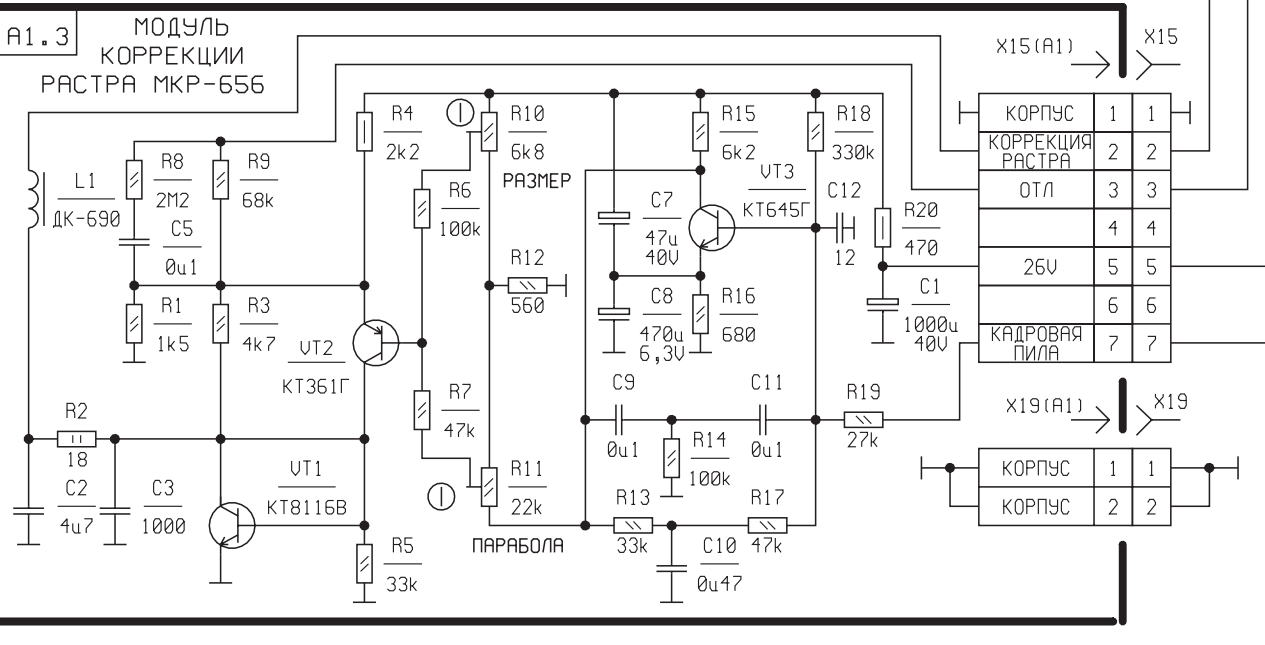 А1.3
МОДУЛЬ
КОРРЕКЦИИ
РАСТРА МКР-656
X15(A1)
X15
R4
2k2
R10
6k8
РАЗМЕР
R15
6k2
R18
330k
КОРПУС 1 1
КОРРЕКЦИЯ
РАСТРА 2 2
ОТЛ 3 3
4 4
26V 5 5
6 6
КАДРОВАЯ
ПИЛА 7 7
L1
ДК-690
R8
2M2
R9
68k
C5
0u1
R6
100k
C7
47u
40V
VT3
КТ645Г
C12
12
R20
470
R12
560
R1
1k5
R3
4k7
VT2
КТ361Г
C8
470u
6,3V
R16
680
C1
1000u
40V
R2
18
R7
47k
C9
0u1
C11
0u1
R14
100k
R19
27k
X19(A1)
X19
КОРПУС 1 1
КОРПУС 2 2
C2
4u7
C3
1000
VT1
КТ8116В
R11
22k
ПАРАБОЛА
R13
33k
R17
47k
R5
33k
C10
0u47